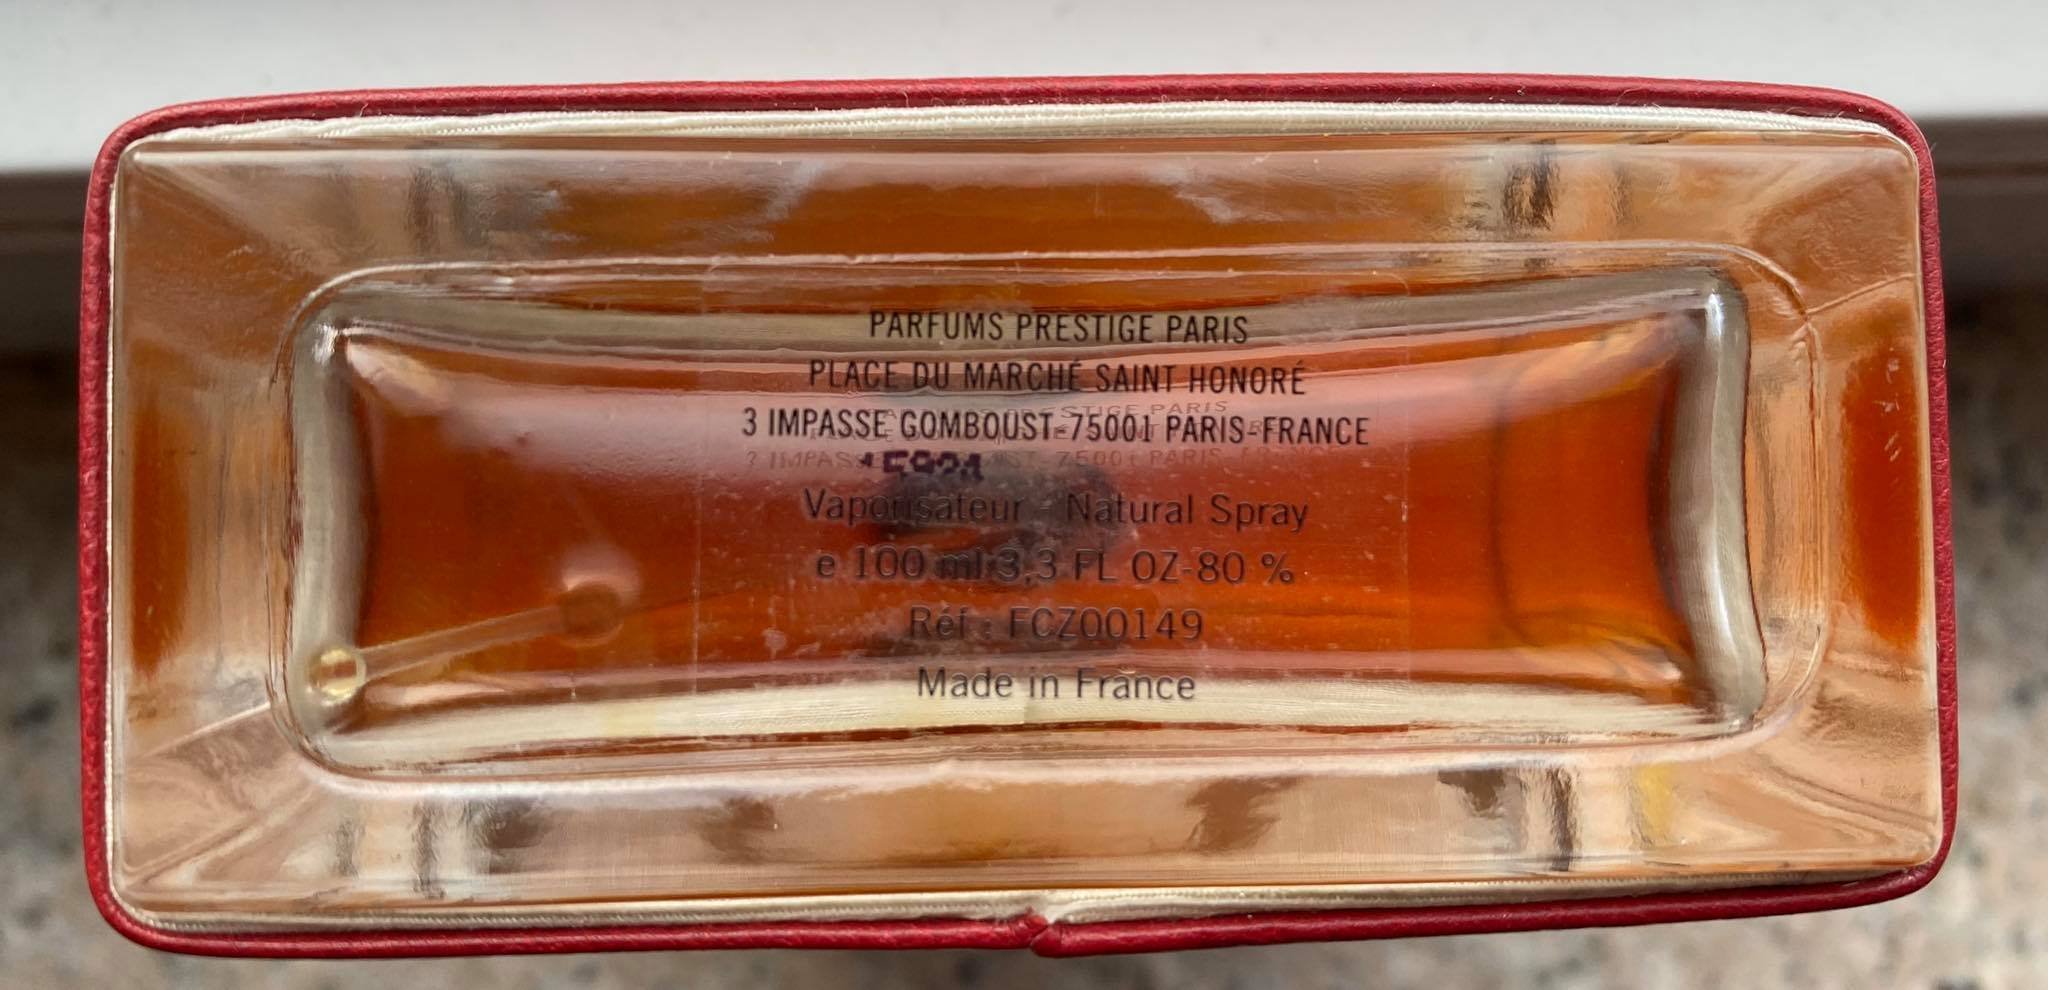 PARFUMS PRESTIGE PARIS
PLACE DU MARCHÉ SAINT HONORÉ
3 IMPASSE GOMBOUST-75001 PARIS-FRANCE
Vaporisateur - Natural Spray
e 100 ml 3,3 FL OZ-80 %
Réf : FCZ00149
Made in France